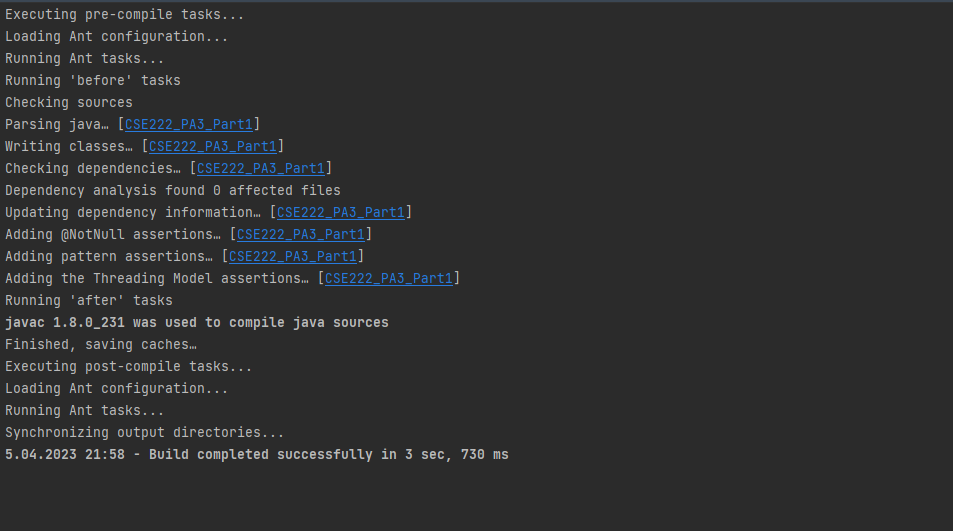 Executing pre-compile tasks...
Loading Ant configuration...
Running Ant tasks...
Running 'before' tasks
Checking sources
Parsing java… [CSE222_PA3_Part1]
Writing classes… [CSE222_PA3_Part1]
Checking dependencies… [CSE222_PA3_Part1]
Dependency analysis found 0 affected files
Updating dependency information… [CSE222_PA3_Part1]
Adding @NotNull assertions… [CSE222_PA3_Part1]
Adding pattern assertions… [CSE222_PA3_Part1]
Adding the Threading Model assertions… [CSE222_PA3_Part1]
Running 'after' tasks
javac 1.8.0_231 was used to compile java sources
Finished, saving caches…
Executing post-compile tasks...
Loading Ant configuration...
Running Ant tasks...
Synchronizing output directories...
5.04.2023 21:58 - Build completed successfully in 3 sec, 730 ms